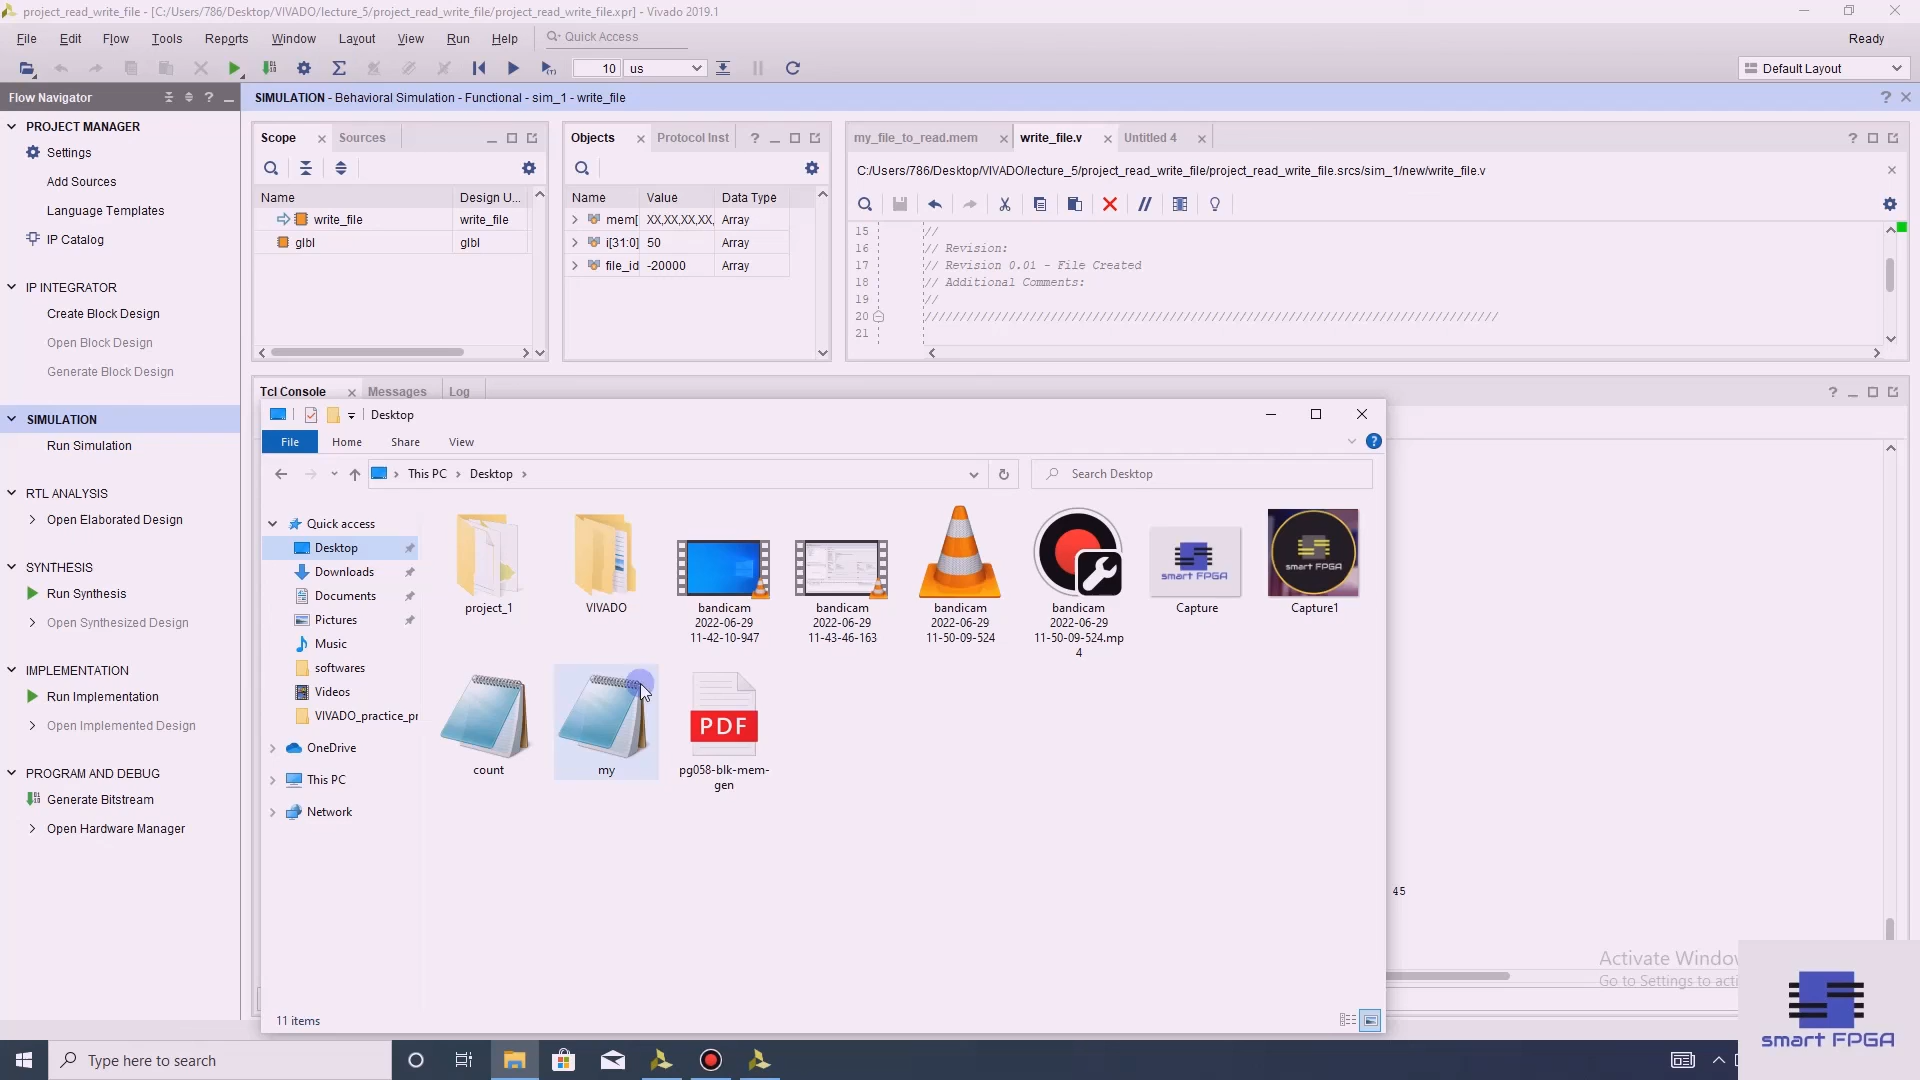 project_read_write_file - [C:/Users/786/Desktop/VIVADO/lecture_5/project_read_write_file/project_read_write_file.xpr] - Vivado 2019.1
File Edit Flow Tools Reports Window Layout View Run Help Quick Access Ready
10 us Default Layout
Flow Navigator ?
SIMULATION - Behavioral Simulation - Functional - sim_1 - write_file ?
PROJECT MANAGER
Settings
Add Sources
Language Templates
IP Catalog
IP INTEGRATOR
Create Block Design
Open Block Design
Generate Block Design
SIMULATION
Run Simulation
RTL ANALYSIS
Open Elaborated Design
SYNTHESIS
Run Synthesis
Open Synthesized Design
IMPLEMENTATION
Run Implementation
Open Implemented Design
PROGRAM AND DEBUG
Generate Bitstream
Open Hardware Manager
Scope Sources
Name Design U...
write_file write_file
glbl glbl
Objects Protocol Inst ?
Name Value Data Type
mem[ XX,XX,XX,XX, Array
i[31:0] 50 Array
file_id -20000 Array
my_file_to_read.mem write_file.v Untitled 4 ?
C:/Users/786/Desktop/VIVADO/lecture_5/project_read_write_file/project_read_write_file.srcs/sim_1/new/write_file.v
15 //
16 // Revision:
17 // Revision 0.01 - File Created
18 // Additional Comments:
19 //
20 //////////////////////////////////////////////////////////////////////////////////
21
Tcl Console Messages Log ?
Desktop
File Home Share View ?
This PC > Desktop > Search Desktop
Quick access
Desktop
Downloads
Documents
Pictures
Music
softwares
Videos
VIVADO_practice_pr
OneDrive
This PC
Network
project_1
VIVADO
bandicam
2022-06-29
11-42-10-947
bandicam
2022-06-29
11-43-46-163
bandicam
2022-06-29
11-50-09-524
bandicam
2022-06-29
11-50-09-524.mp
4
smart FPGA
Capture
smart FPGA
Capture1
count
my
PDF
pg058-blk-mem-
gen
11 items
45
Activate Windo
Go to Settings to acti
smart FPGA
Type here to search